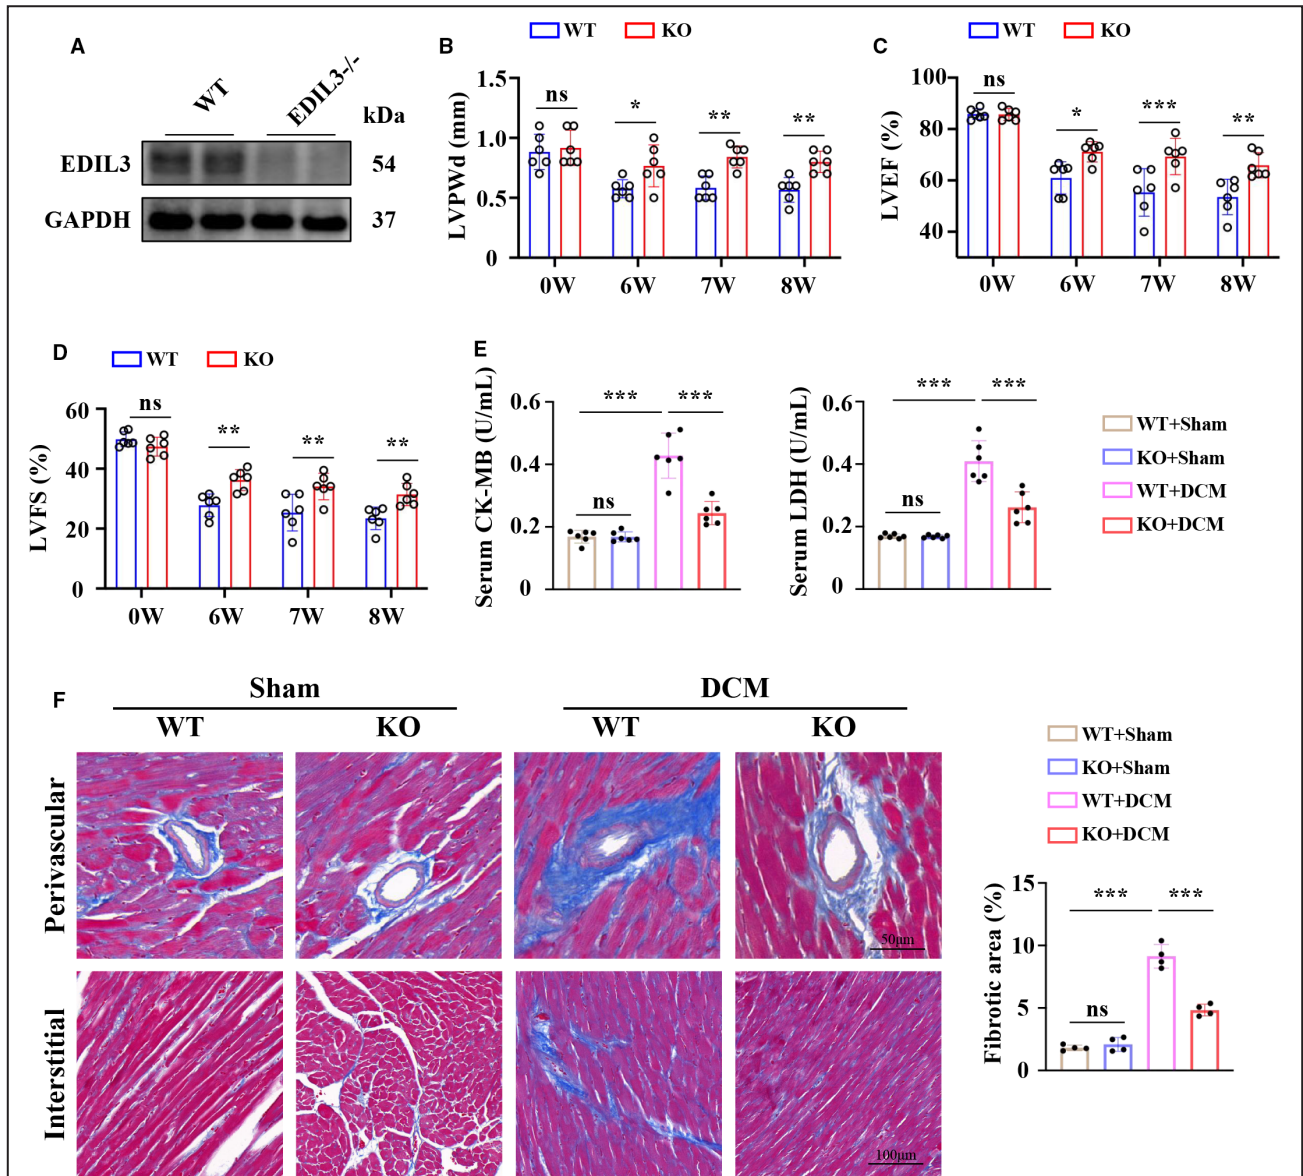 A
WT
EDIL3-/-
kDa
EDIL3
54
GAPDH
37
B
WT
KO
LVPWd (mm)
1.5
1.0
0.5
0
ns
*
**
**
0W
6W
7W
8W
C
WT
KO
LVEF (%)
100
80
60
40
ns
*
***
**
0W
6W
7W
8W
D
WT
KO
LVFS (%)
60
40
20
0
ns
**
**
**
0W
6W
7W
8W
E
Serum CK-MB (U/mL)
0.6
0.4
0.2
0
ns
***
***
Serum LDH (U/mL)
0.6
0.4
0.2
0
ns
***
***
WT+Sham
KO+Sham
WT+DCM
KO+DCM
F
Sham
DCM
WT
KO
WT
KO
Perivascular
50μm
Interstitial
100μm
WT+Sham
KO+Sham
WT+DCM
KO+DCM
Fibrotic area (%)
15
10
5
0
ns
***
***